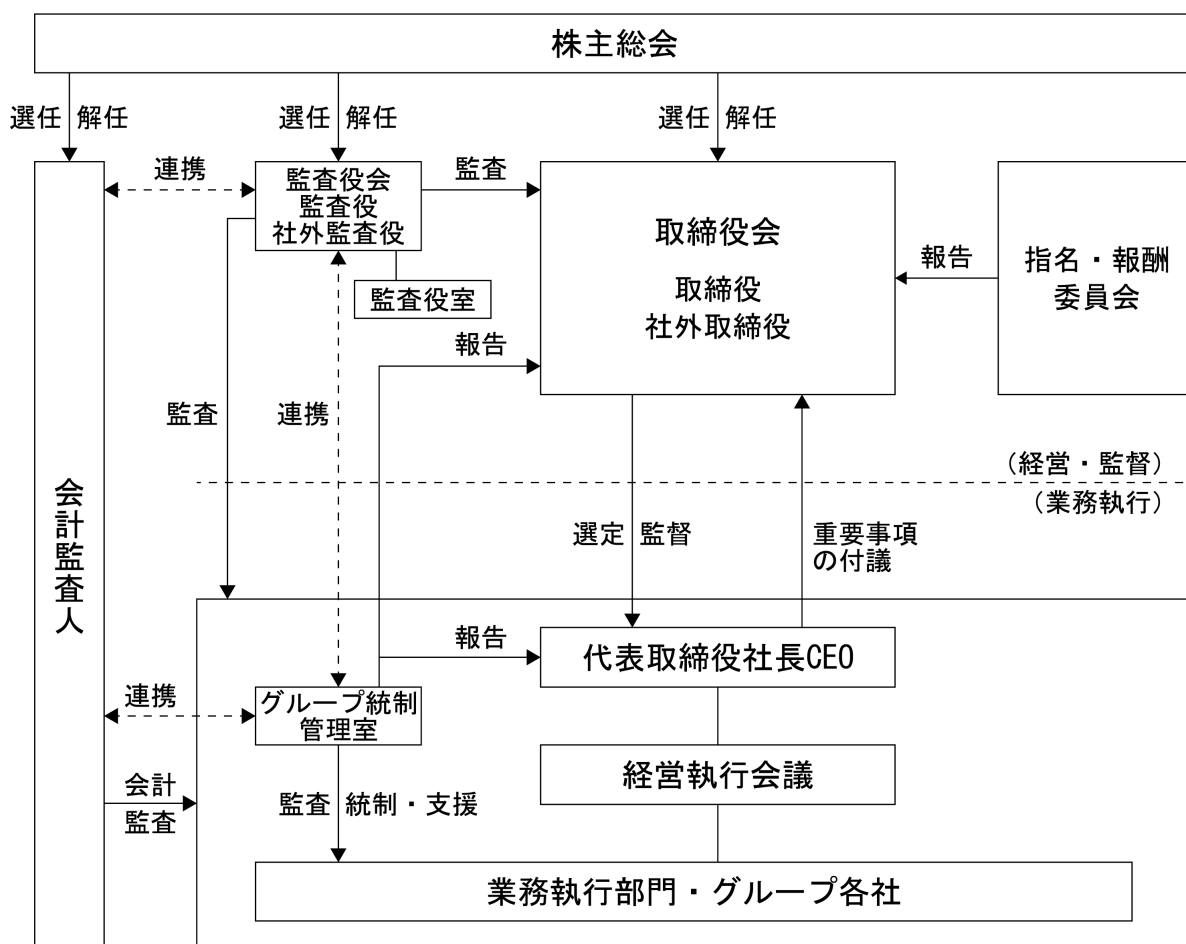 株主総会
選任 解任
選任 解任
選任 解任
連携
監査役会
監査役
社外監査役
監査
取締役会
取締役
社外取締役
報告
指名・報酬
委員会
監査役室
報告
監査
連携
(経営・監督)
(業務執行)
会計監査人
選定 監督
重要事項
の付議
報告
代表取締役社長CEO
連携
グループ統制
管理室
経営執行会議
会計
監査
監査 統制・支援
業務執行部門・グループ各社